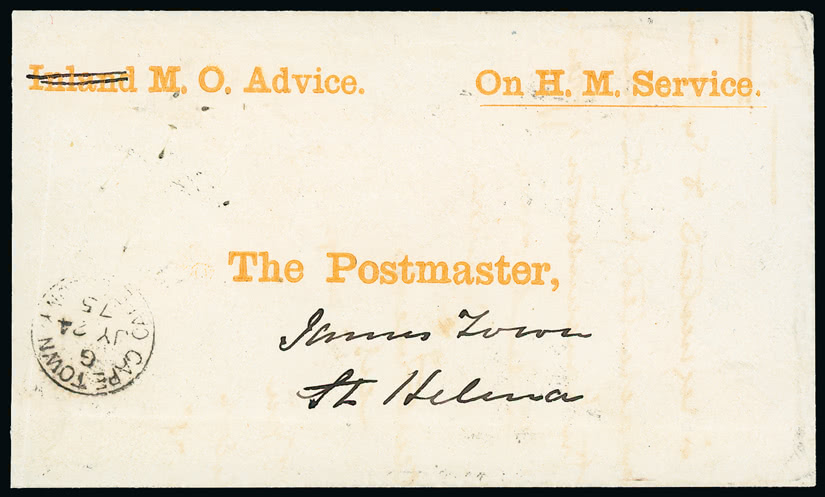 Inland M. O. Advice. On H. M. Service.
The Postmaster,
James Town
St Helena
CAPE TOWN
G
JY 24
75